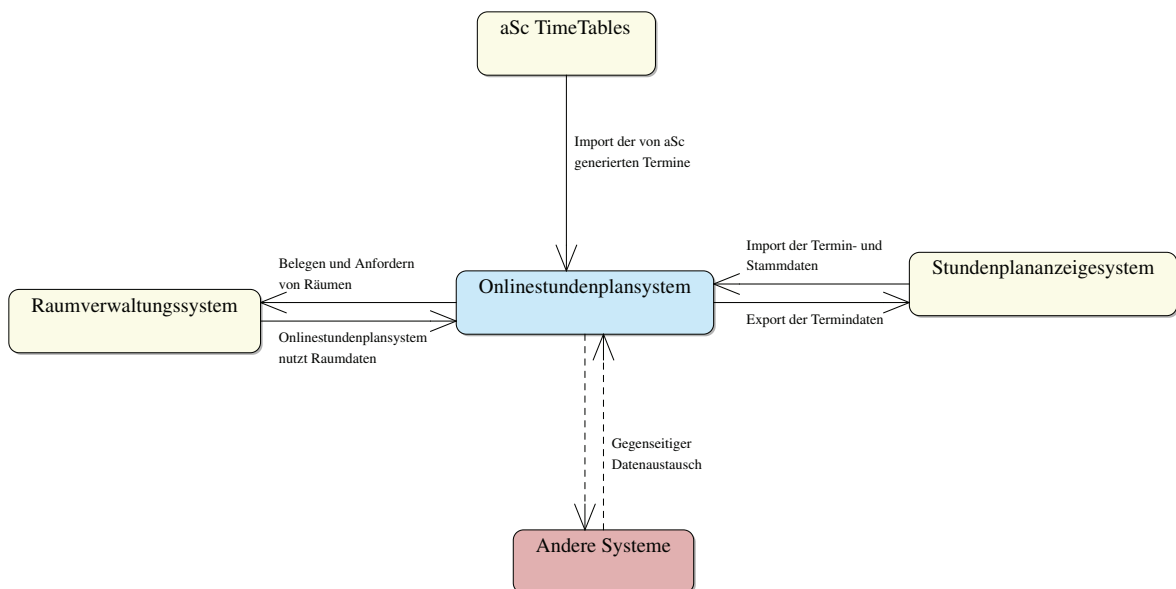 aSc TimeTables
Import der von aSc
generierten Termine
Belegen und Anfordern
von Räumen
Raumverwaltungssystem
Onlinestundenplansystem
nutzt Raumdaten
Onlinestundenplansystem
Import der Termin- und
Stammdaten
Stundenplananzeigesystem
Export der Termindaten
Gegenseitiger
Datenaustausch
Andere Systeme